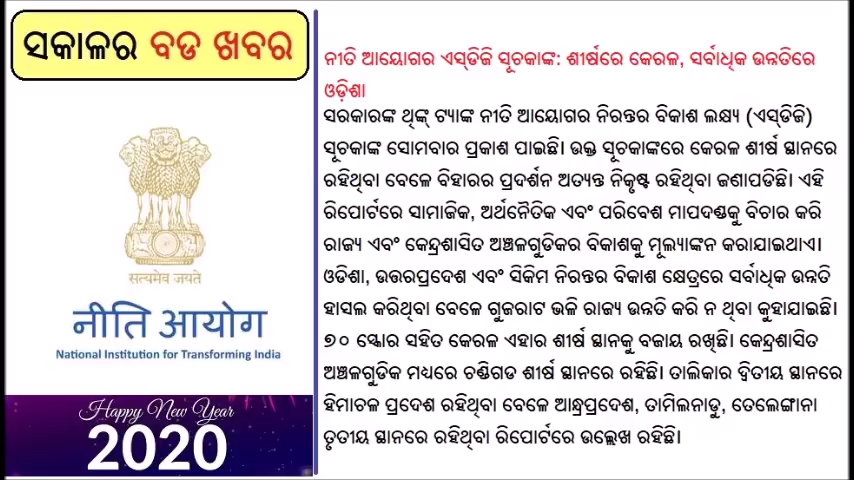 ସକାଳର ବଡ ଖବର
ନୀତି ଆୟୋଗର ଏସ୍‌ଡିଜି ସୂଚକାଙ୍କ: ଶୀର୍ଷରେ କେରଳ, ସର୍ବାଧିକ ଉନ୍ନତିରେ
ଓଡ଼ିଶା
ସରକାରଙ୍କ ଥିଙ୍କ୍ ଟ୍ୟାଙ୍କ ନୀତି ଆୟୋଗର ନିରନ୍ତର ବିକାଶ ଲକ୍ଷ୍ୟ (ଏସ୍‌ଡିଜି)
ସୂଚକାଙ୍କ ସୋମବାର ପ୍ରକାଶ ପାଇଛି। ଉକ୍ତ ସୂଚକାଙ୍କରେ କେରଳ ଶୀର୍ଷ ସ୍ଥାନରେ
ରହିଥିବା ବେଳେ ବିହାରର ପ୍ରଦର୍ଶନ ଅତ୍ୟନ୍ତ ନିକୃଷ୍ଟ ରହିଥିବା ଜଣାପଡିଛି। ଏହି
ରିପୋର୍ଟରେ ସାମାଜିକ, ଅର୍ଥନୈତିକ ଏବଂ ପରିବେଶ ମାପଦଣ୍ଡକୁ ବିଚାର କରି
ରାଜ୍ୟ ଏବଂ କେନ୍ଦ୍ରଶାସିତ ଅଞ୍ଚଳଗୁଡିକର ବିକାଶକୁ ମୂଲ୍ୟାଙ୍କନ କରାଯାଇଥାଏ।
ଓଡିଶା, ଉତ୍ତରପ୍ରଦେଶ ଏବଂ ସିକିମ ନିରନ୍ତର ବିକାଶ କ୍ଷେତ୍ରରେ ସର୍ବାଧିକ ଉନ୍ନତି
ହାସଲ କରିଥିବା ବେଳେ ଗୁଜରାଟ ଭଳି ରାଜ୍ୟ ଉନ୍ନତି କରି ନ ଥିବା କୁହାଯାଇଛି।
୭୦ ସ୍କୋର ସହିତ କେରଳ ଏହାର ଶୀର୍ଷ ସ୍ଥାନକୁ ବକାୟ ରଖିଛି। କେନ୍ଦ୍ରଶାସିତ
ଅଞ୍ଚଳଗୁଡିକ ମଧ୍ୟରେ ଚଣ୍ଡିଗଡ ଶୀର୍ଷ ସ୍ଥାନରେ ରହିଛି। ତାଲିକାର ଦ୍ୱିତୀୟ ସ୍ଥାନରେ
ହିମାଚଳ ପ୍ରଦେଶ ରହିଥିବା ବେଳେ ଆନ୍ଧ୍ରପ୍ରଦେଶ, ତାମିଲନାଡୁ, ତେଲେଙ୍ଗାନା
ତୃତୀୟ ସ୍ଥାନରେ ରହିଥିବା ରିପୋର୍ଟରେ ଉଲ୍ଲେଖ ରହିଛି।
सत्यमेव जयते
नीति आयोग
National Institution for Transforming India
Happy New Year
2020